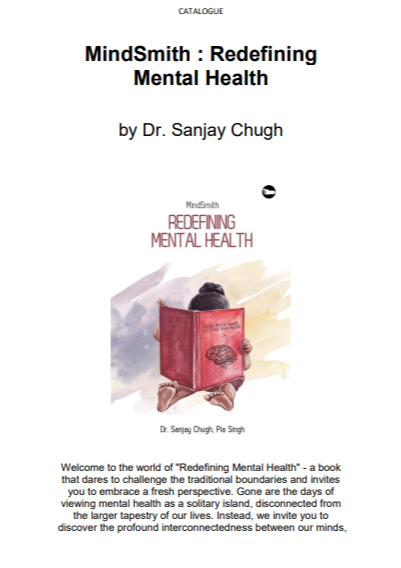 CATALOGUE
MindSmith : Redefining
Mental Health
by Dr. Sanjay Chugh
MindSmith
REDEFINING
MENTAL HEALTH
Dr. Sanjay Chugh, Pia Singh
Welcome to the world of "Redefining Mental Health" - a book
that dares to challenge the traditional boundaries and invites
you to embrace a fresh perspective. Gone are the days of
viewing mental health as a solitary island, disconnected from
the larger tapestry of our lives. Instead, we invite you to
discover the profound interconnectedness between our minds,